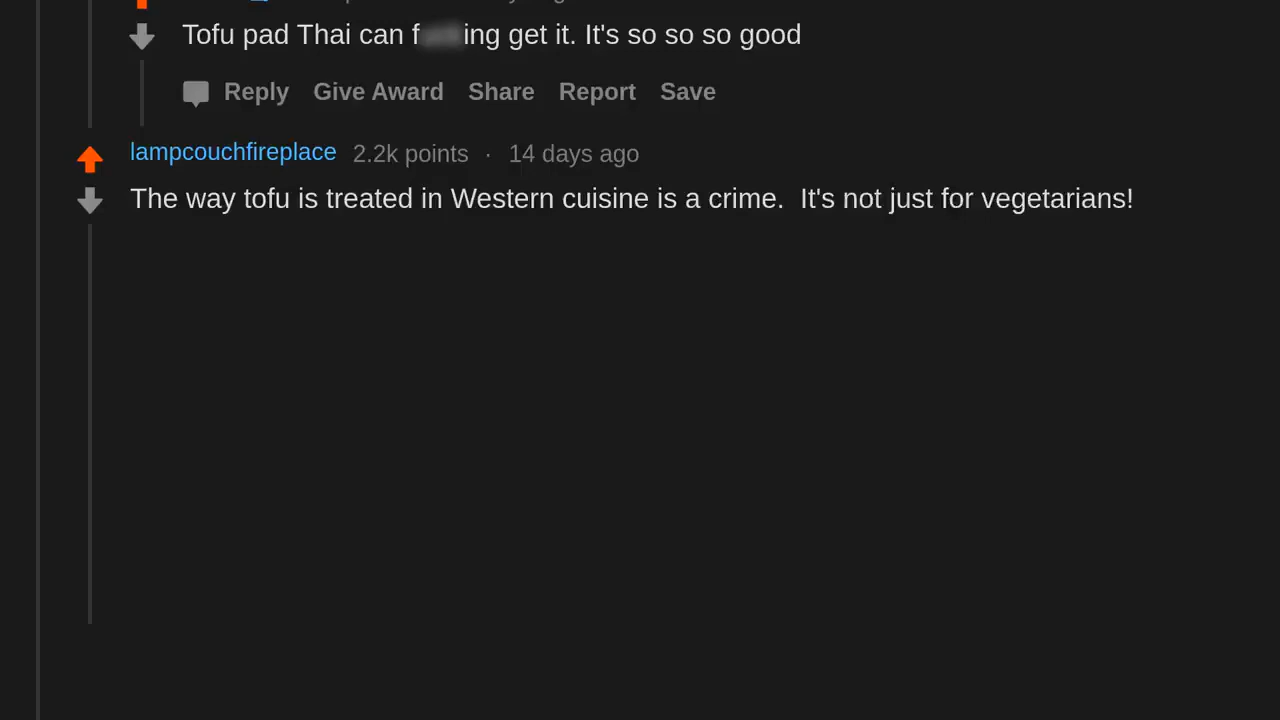 Tofu pad Thai can f ing get it. It's so so so good
Reply Give Award Share Report Save
lampcouchfireplace 2.2k points · 14 days ago
The way tofu is treated in Western cuisine is a crime.  It's not just for vegetarians!